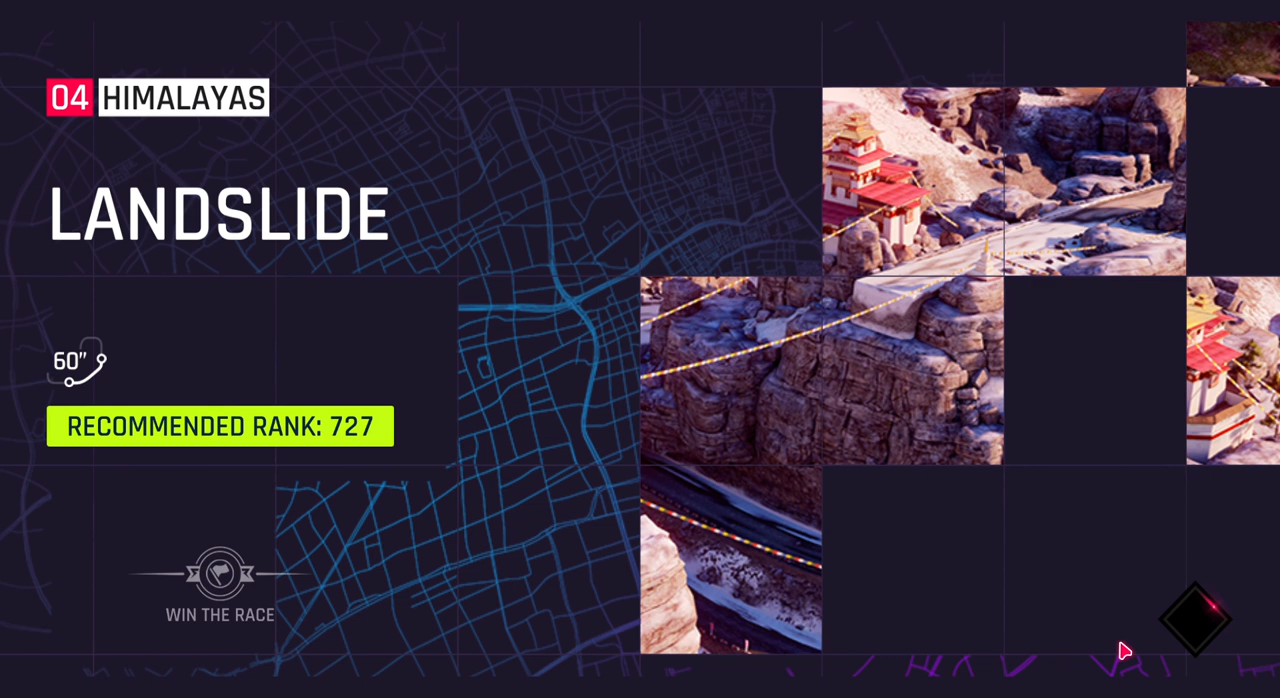 04 HIMALAYAS
LANDSLIDE
60"
RECOMMENDED RANK: 727
WIN THE RACE